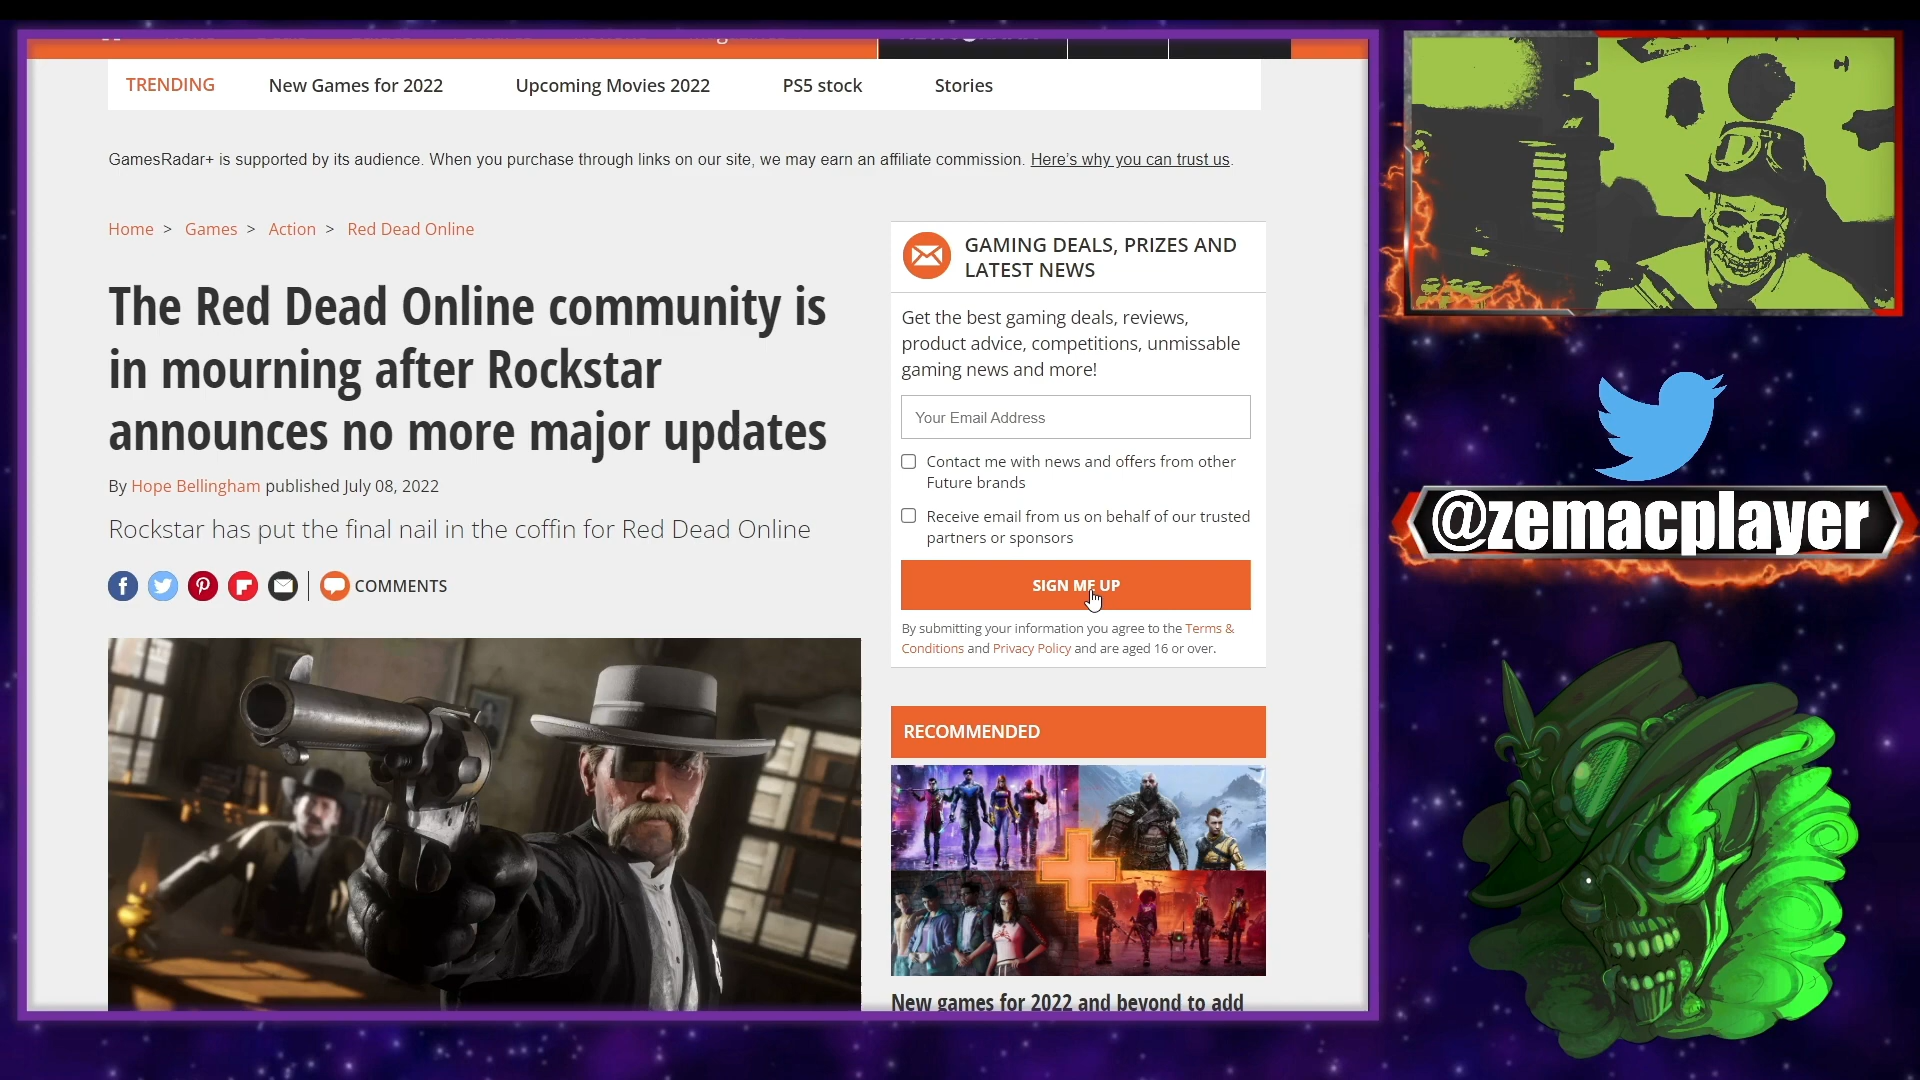 TRENDING New Games for 2022 Upcoming Movies 2022 PS5 stock Stories
GamesRadar+ is supported by its audience. When you purchase through links on our site, we may earn an affiliate commission. Here's why you can trust us.
Home > Games > Action > Red Dead Online
The Red Dead Online community is
in mourning after Rockstar
announces no more major updates
By Hope Bellingham published July 08, 2022
Rockstar has put the final nail in the coffin for Red Dead Online
COMMENTS
GAMING DEALS, PRIZES AND
LATEST NEWS
Get the best gaming deals, reviews,
product advice, competitions, unmissable
gaming news and more!
Your Email Address
Contact me with news and offers from other
Future brands
Receive email from us on behalf of our trusted
partners or sponsors
SIGN ME UP
By submitting your information you agree to the Terms &
Conditions and Privacy Policy and are aged 16 or over.
RECOMMENDED
New games for 2022 and beyond to add
@zemacplayer